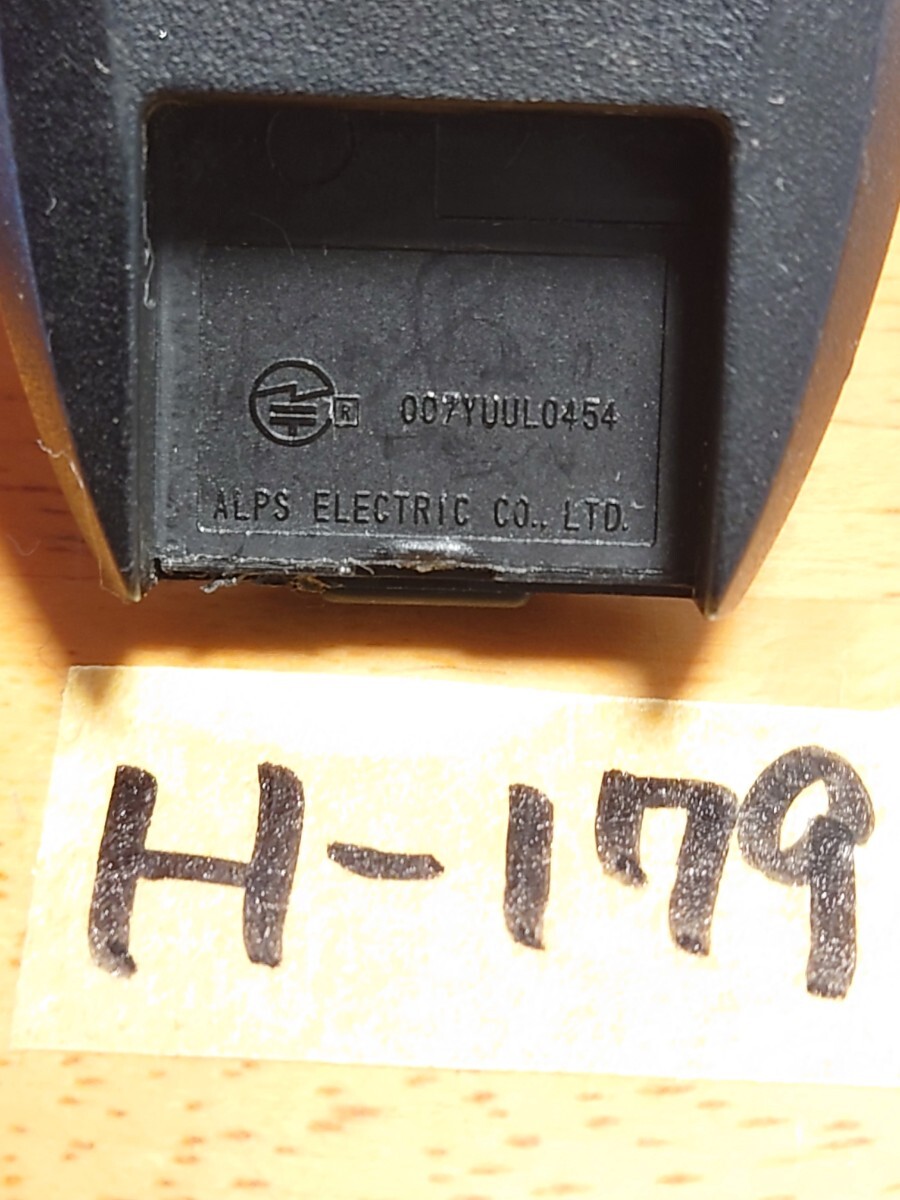 R 007YUUL0454
ALPS ELECTRIC CO., LTD.
H-179